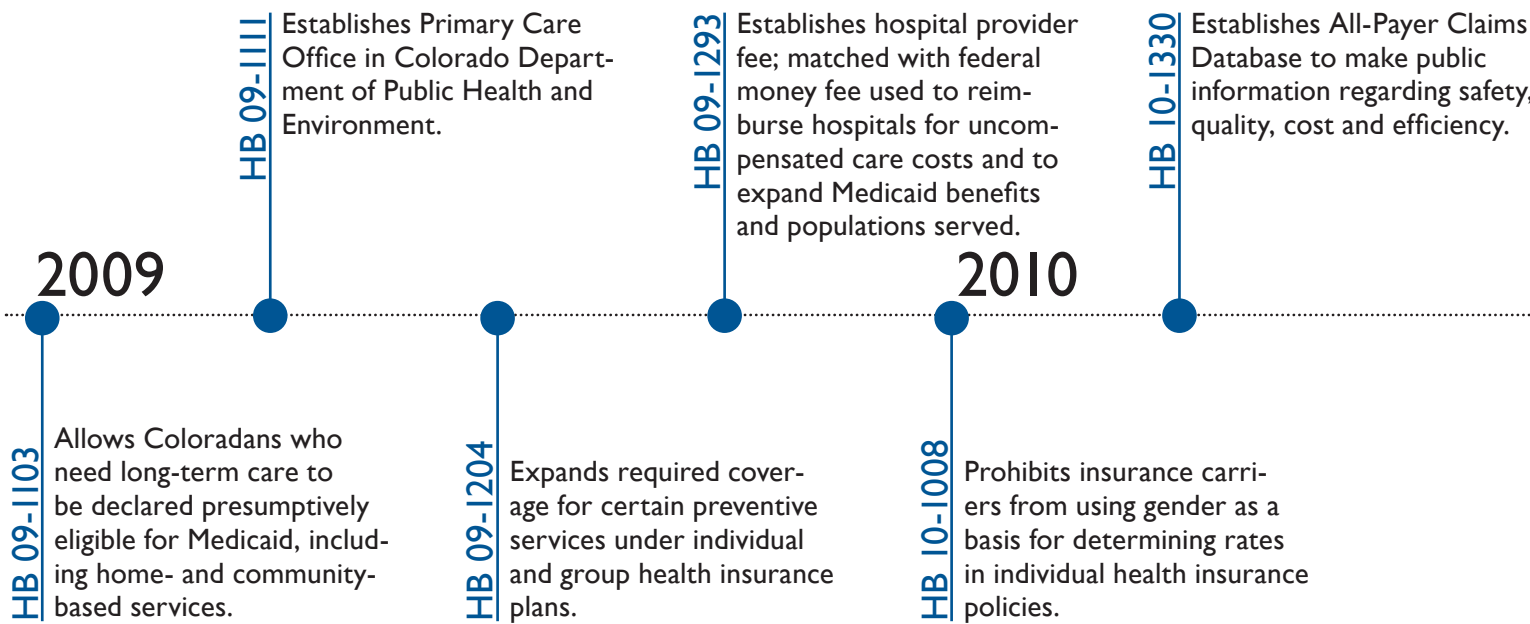 HB 09-1111
Establishes Primary Care
Office in Colorado Depart-
ment of Public Health and
Environment.
HB 09-1293
Establishes hospital provider
fee; matched with federal
money fee used to reim-
burse hospitals for uncom-
pensated care costs and to
expand Medicaid benefits
and populations served.
HB 10-1330
Establishes All-Payer Claims
Database to make public
information regarding safety,
quality, cost and efficiency.
2009
2010
HB 09-1103
Allows Coloradans who
need long-term care to
be declared presumptively
eligible for Medicaid, includ-
ing home- and community-
based services.
HB 09-1204
Expands required cover-
age for certain preventive
services under individual
and group health insurance
plans.
HB 10-1008
Prohibits insurance carri-
ers from using gender as a
basis for determining rates
in individual health insurance
policies.